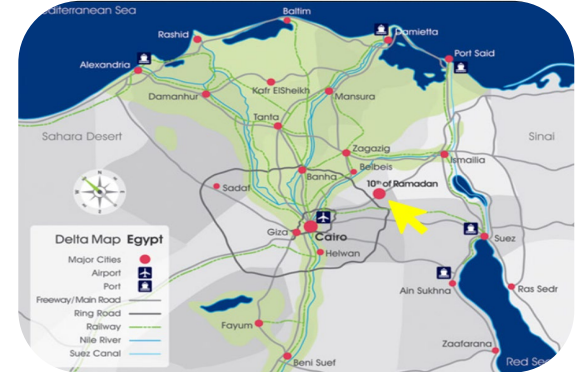 Mediterranean Sea
Baltim
Rashid
Damietta
Port Said
Alexandria
Kafr ElSheikh
Damanhur
Mansura
Tanta
Sahara Desert
Sinai
Zagazig
Ismailia
Belbeis
Banha
10th of Ramadan
Sadat
Giza
Cairo
Suez
Helwan
Ain Sukhna
Ras Sedr
Fayum
Zaafarana
Beni Suef
Red Sea
Delta Map Egypt
Major Cities
Airport
Port
Freeway/Main Road
Ring Road
Railway
Nile River
Suez Canal